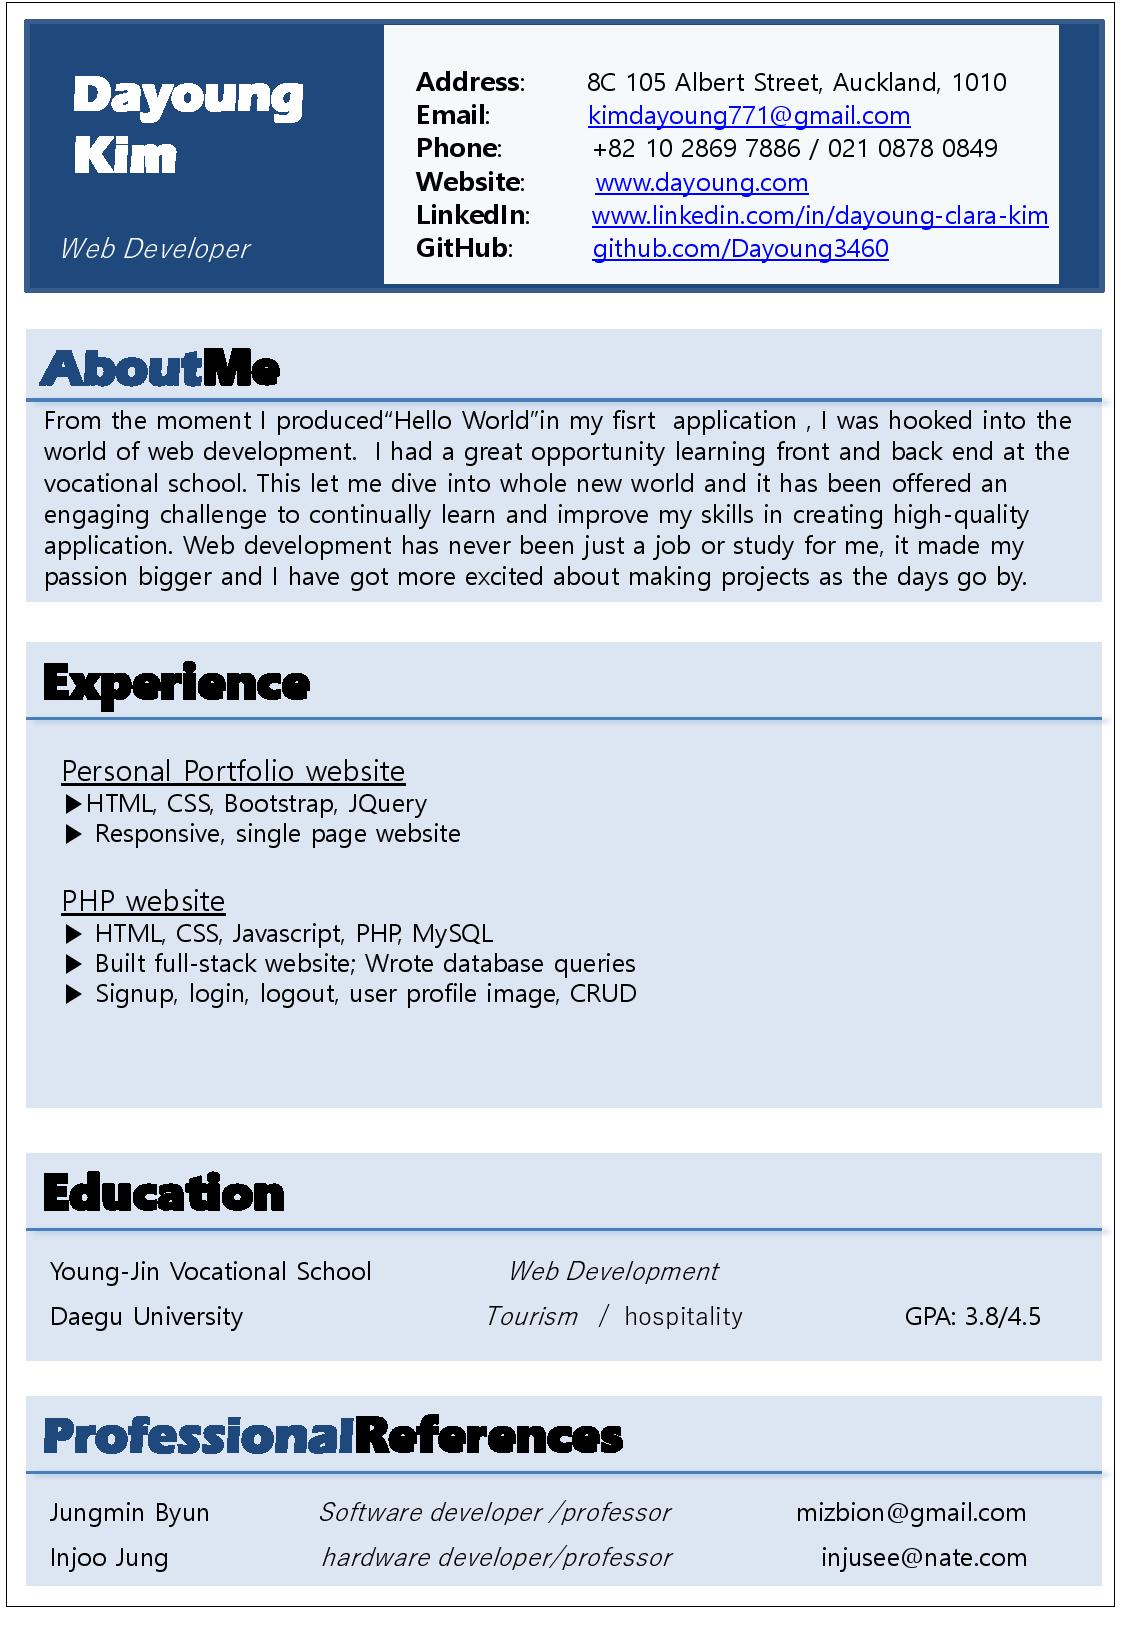 Dayoung
Kim
Web Developer
Address: 8C 105 Albert Street, Auckland, 1010
Email: kimdayoung771@gmail.com
Phone: +82 10 2869 7886 / 021 0878 0849
Website: www.dayoung.com
LinkedIn: www.linkedin.com/in/dayoung-clara-kim
GitHub: github.com/Dayoung3460
AboutMe
From the moment I produced“Hello World”in my fisrt application , I was hooked into the
world of web development. I had a great opportunity learning front and back end at the
vocational school. This let me dive into whole new world and it has been offered an
engaging challenge to continually learn and improve my skills in creating high-quality
application. Web development has never been just a job or study for me, it made my
passion bigger and I have got more excited about making projects as the days go by.
Experience
Personal Portfolio website
▶HTML, CSS, Bootstrap, JQuery
▶ Responsive, single page website
PHP website
▶ HTML, CSS, Javascript, PHP, MySQL
▶ Built full-stack website; Wrote database queries
▶ Signup, login, logout, user profile image, CRUD
Education
Young-Jin Vocational School Web Development
Daegu University Tourism / hospitality GPA: 3.8/4.5
ProfessionalReferences
Jungmin Byun Software developer /professor mizbion@gmail.com
Injoo Jung hardware developer/professor injusee@nate.com